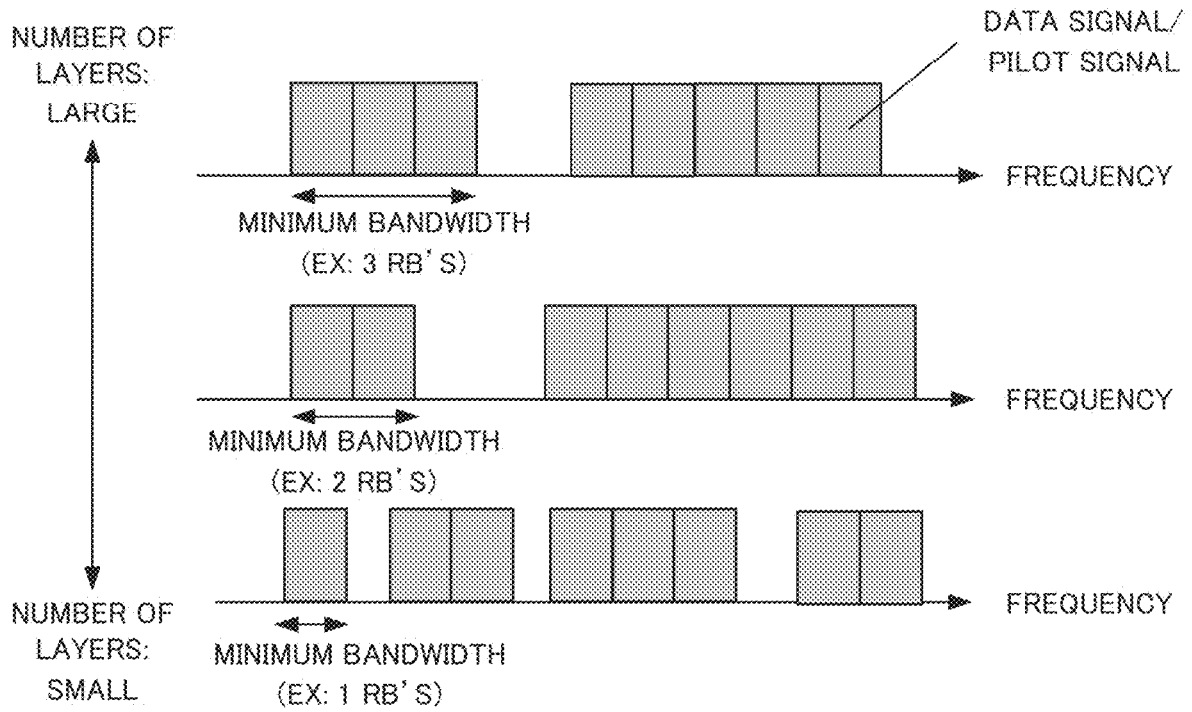 NUMBER OF
LAYERS:
LARGE
DATA SIGNAL/
PILOT SIGNAL
FREQUENCY
MINIMUM BANDWIDTH
(EX: 3 RB'S)
FREQUENCY
MINIMUM BANDWIDTH
(EX: 2 RB'S)
FREQUENCY
NUMBER OF
LAYERS:
SMALL
MINIMUM BANDWIDTH
(EX: 1 RB'S)